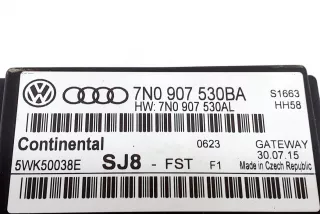 7N0 907 530BA
S1663
HW: 7N0 907 530AL
HH58
Continental
0623
GATEWAY
30.07.15
5WK50038E
SJ8 - FST F1
Made in Czech Republic